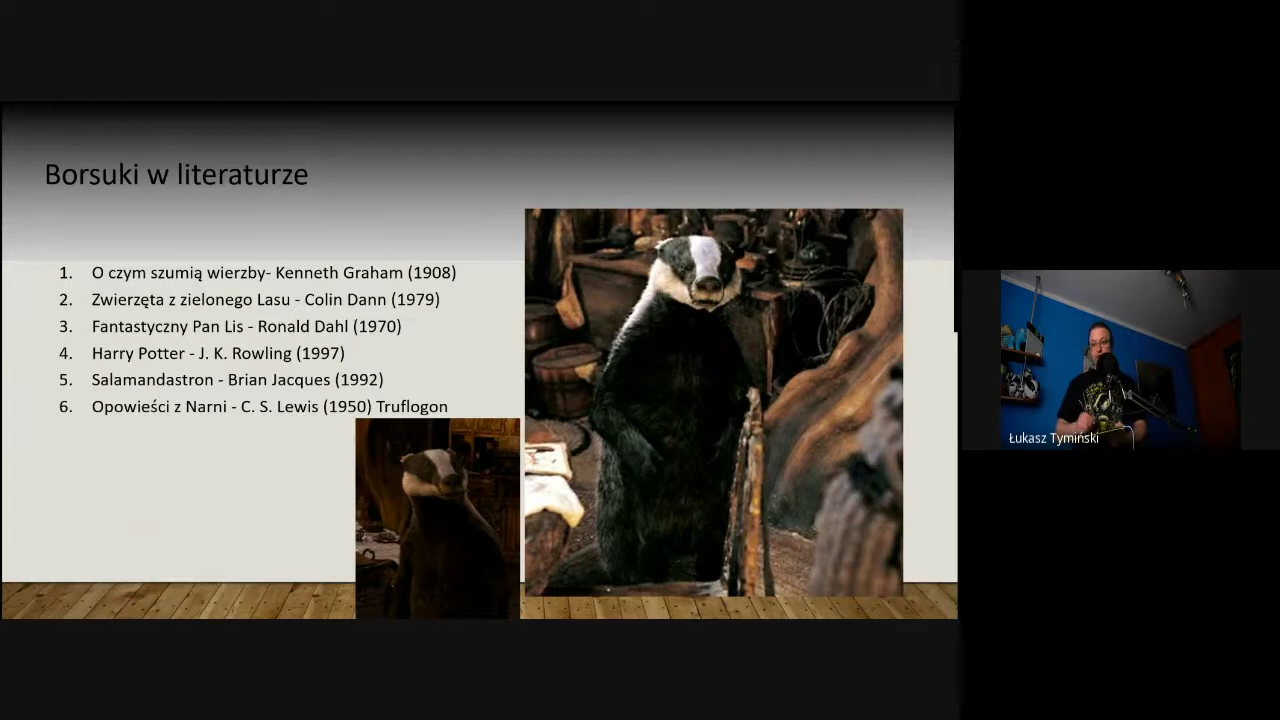 Borsuki w literaturze
1. O czym szumią wierzby- Kenneth Graham (1908)
2. Zwierzęta z zielonego Lasu - Colin Dann (1979)
3. Fantastyczny Pan Lis - Ronald Dahl (1970)
4. Harry Potter - J. K. Rowling (1997)
5. Salamandastron - Brian Jacques (1992)
6. Opowieści z Narni - C. S. Lewis (1950) Truflogon
Łukasz Tymiński